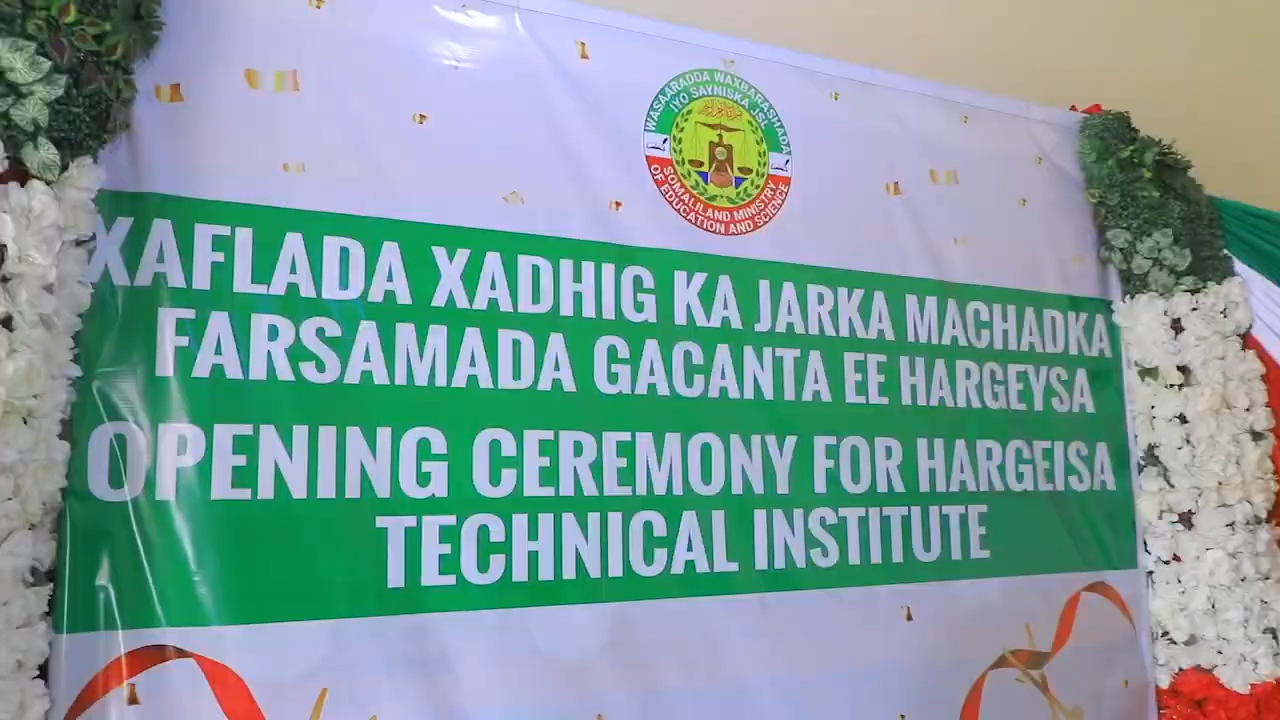 WASAARADDA WAXBARASHADA
IYO SAYNISKA JSL
SOMALILAND MINISTRY
OF EDUCATION AND SCIENCE
XAFLADA XADHIG KA JARKA MACHADKA
FARSAMADA GACANTA EE HARGEYSA
OPENING CEREMONY FOR HARGEISA
TECHNICAL INSTITUTE